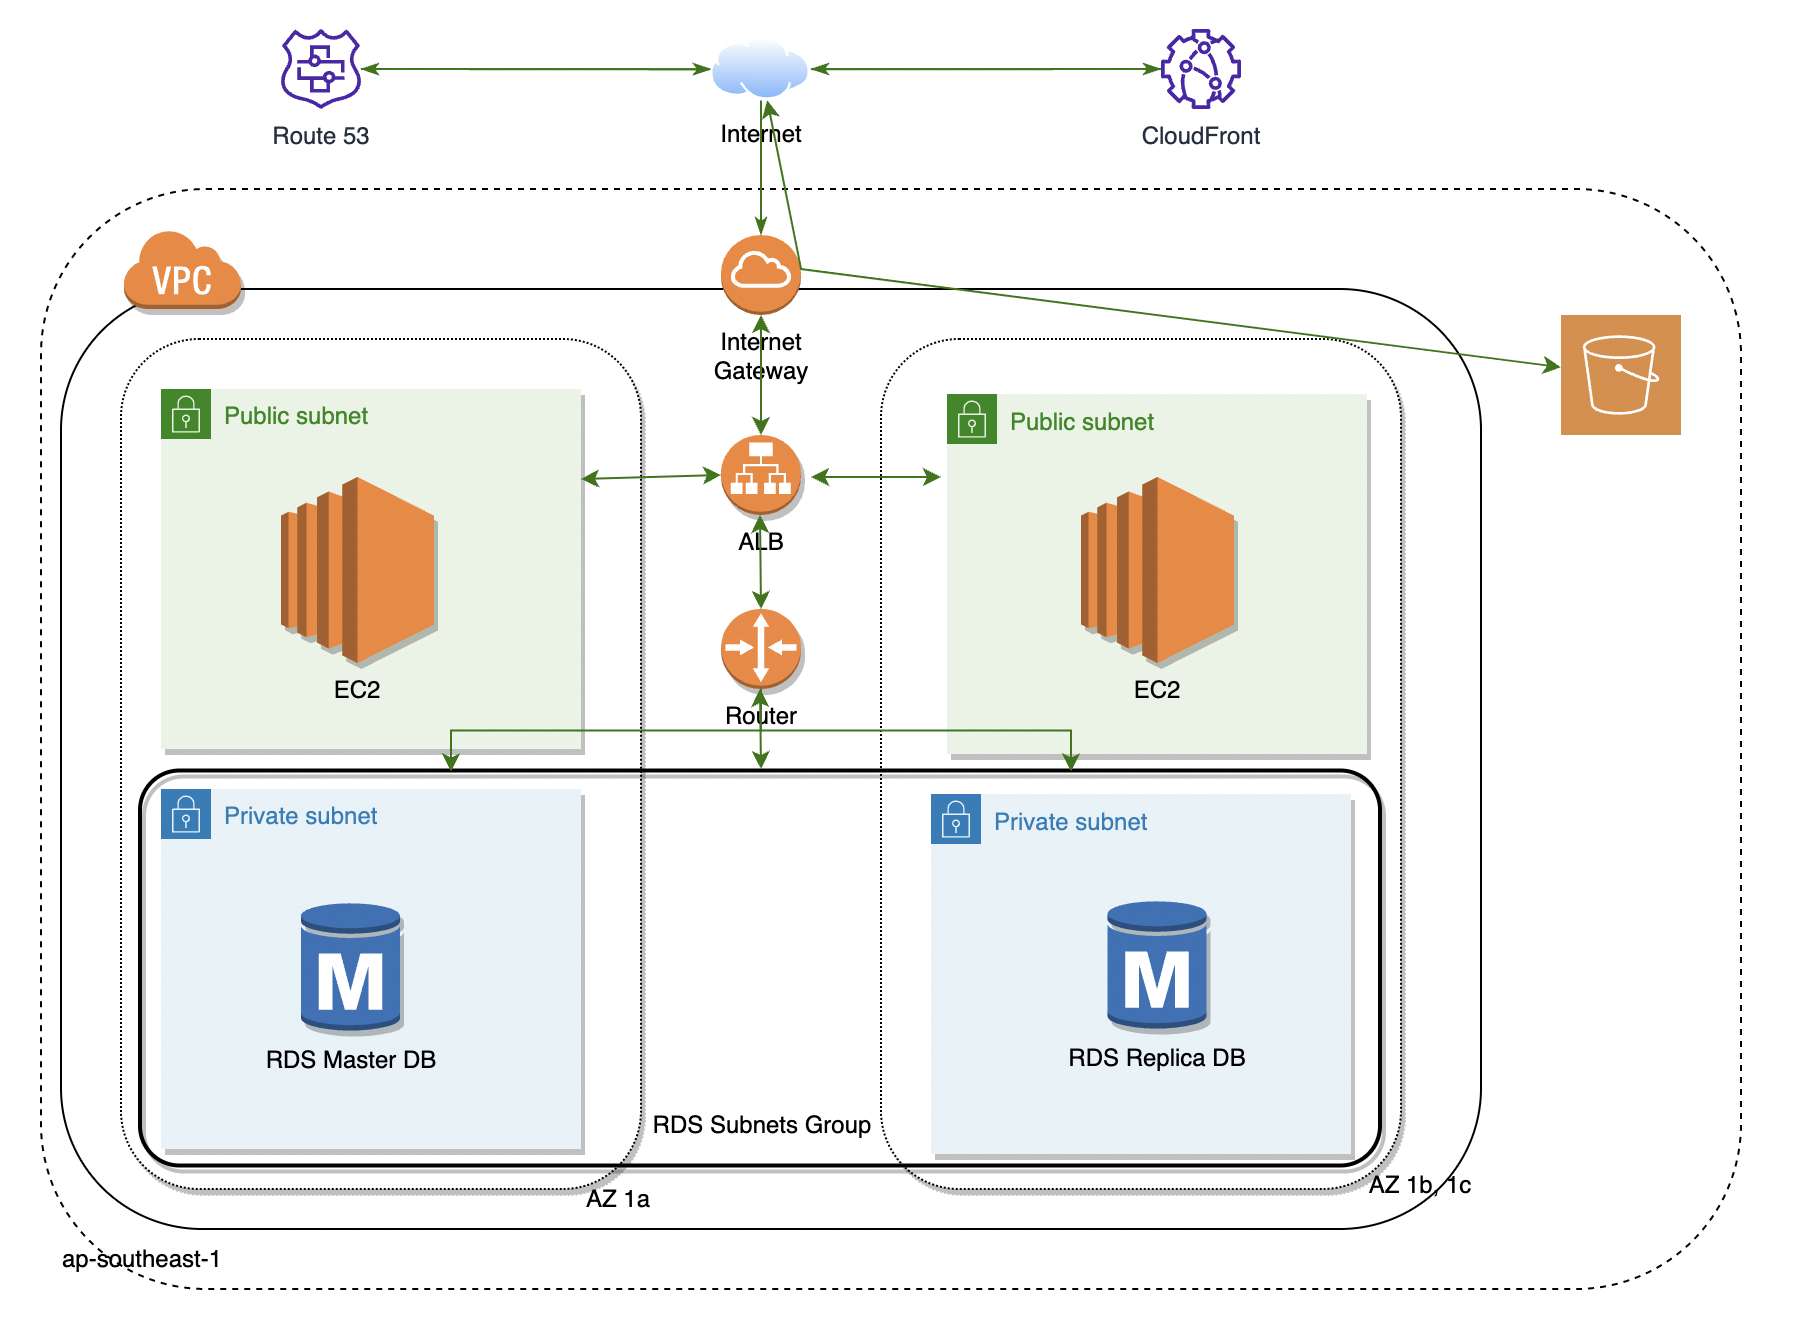 Route 53
Internet
CloudFront
VPC
Internet
Gateway
Public subnet
Public subnet
ALB
EC2
EC2
Router
Private subnet
Private subnet
M
M
RDS Master DB
RDS Replica DB
RDS Subnets Group
AZ 1a
AZ 1b, 1c
ap-southeast-1